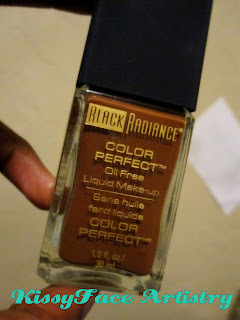 BLACK RADIANCE®
COLOR
PERFECT™
Oil Free
Liquid Make-up
Sans huile
fond liquide
COLOR
PERFECT™
1.0 fl. oz./
30 ml
KissyFace Artistry